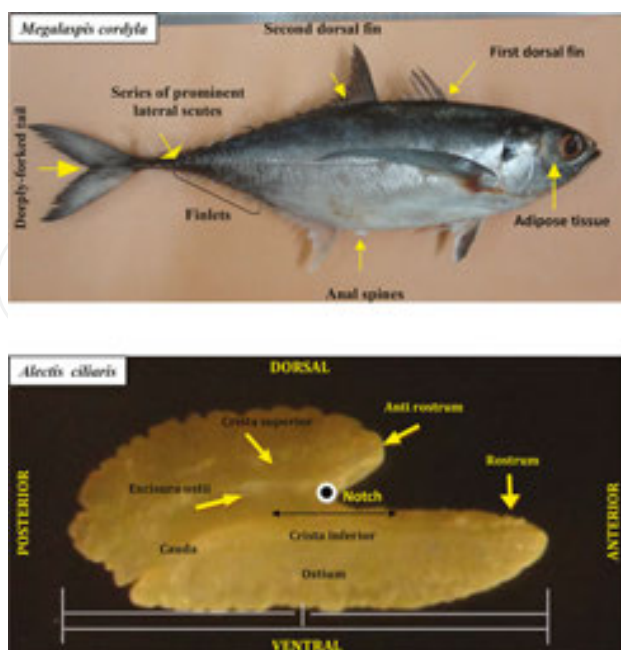 Megalaspis cordyla
Second dorsal fin
First dorsal fin
Series of prominent
lateral scutes
Deeply-forked tail
Finlets
Adipose tissue
Anal spines
Alectis ciliaris
DORSAL
Crista superior
Anti rostrum
Rostrum
Excisura ostii
Notch
POSTERIOR
ANTERIOR
Cauda
Crista inferior
Ostium
VENTRAL